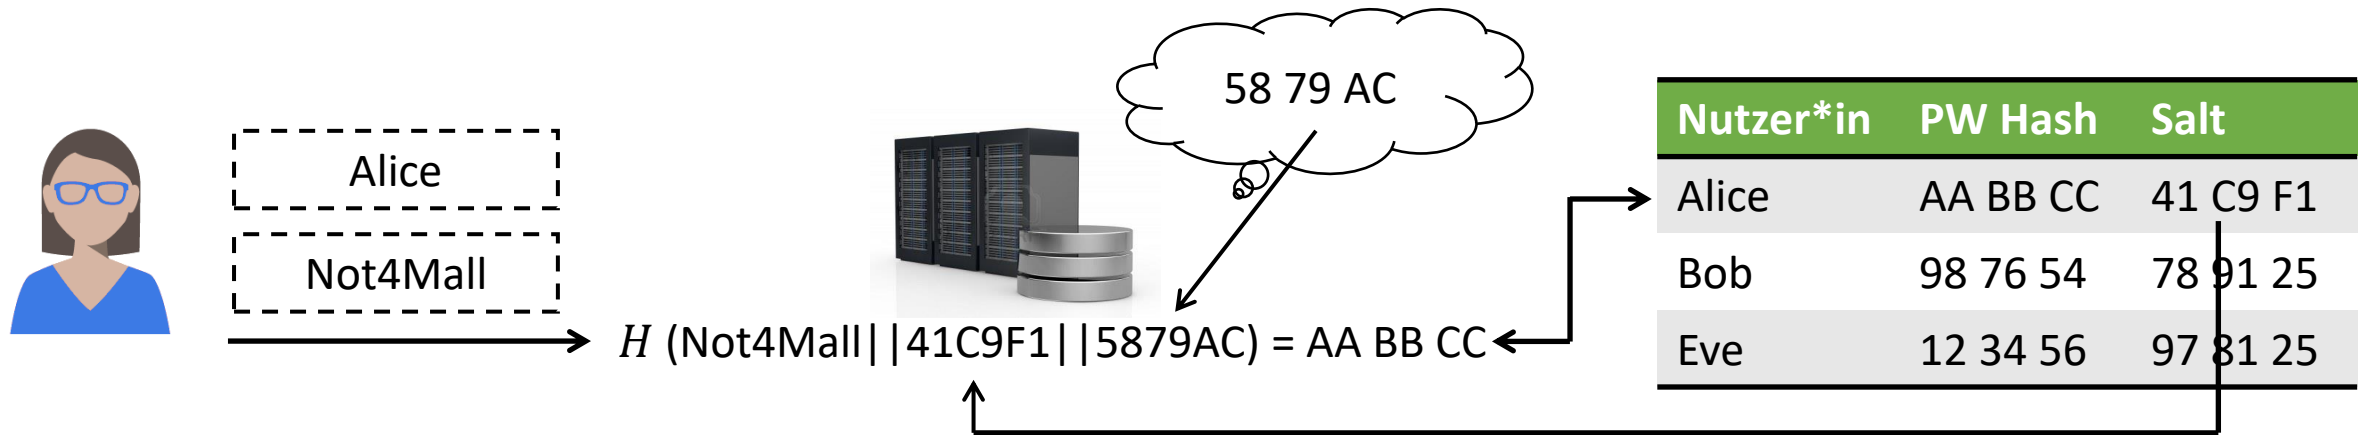 58 79 AC
Alice
Not4Mall
H (Not4Mall||41C9F1||5879AC) = AA BB CC
Nutzer*in PW Hash Salt
Alice AA BB CC 41 C9 F1
Bob 98 76 54 78 91 25
Eve 12 34 56 97 81 25